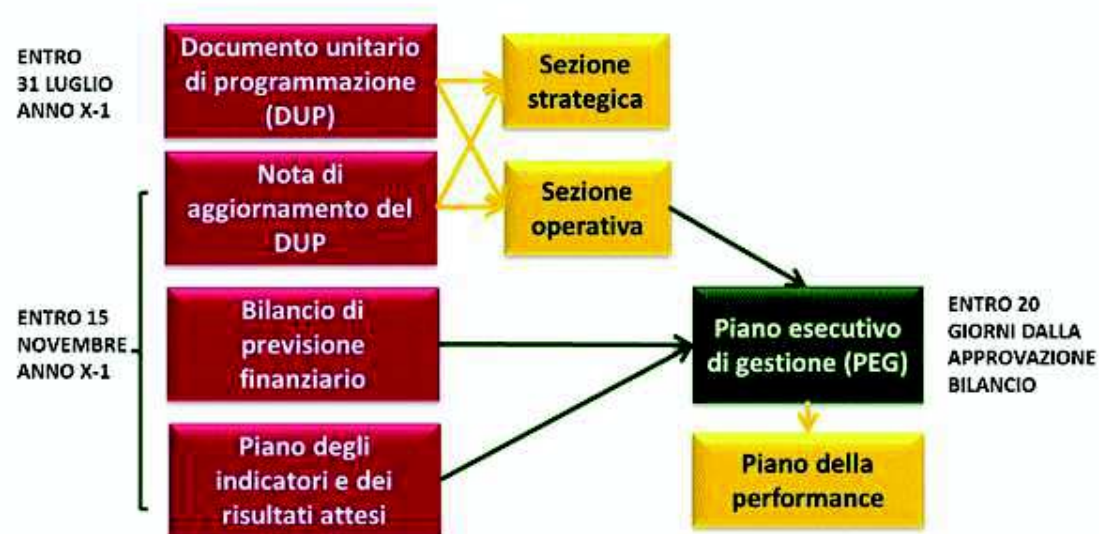 ENTRO
31 LUGLIO
ANNO X-1
Documento unitario
di programmazione
(DUP)
Sezione
strategica
Nota di
aggiornamento del
DUP
Sezione
operativa
ENTRO 15
NOVEMBRE
ANNO X-1
Bilancio di
previsione
finanziario
Piano esecutivo
di gestione (PEG)
ENTRO 20
GIORNI DALLA
APPROVAZIONE
BILANCIO
Piano degli
indicatori e dei
risultati attesi
Piano della
performance